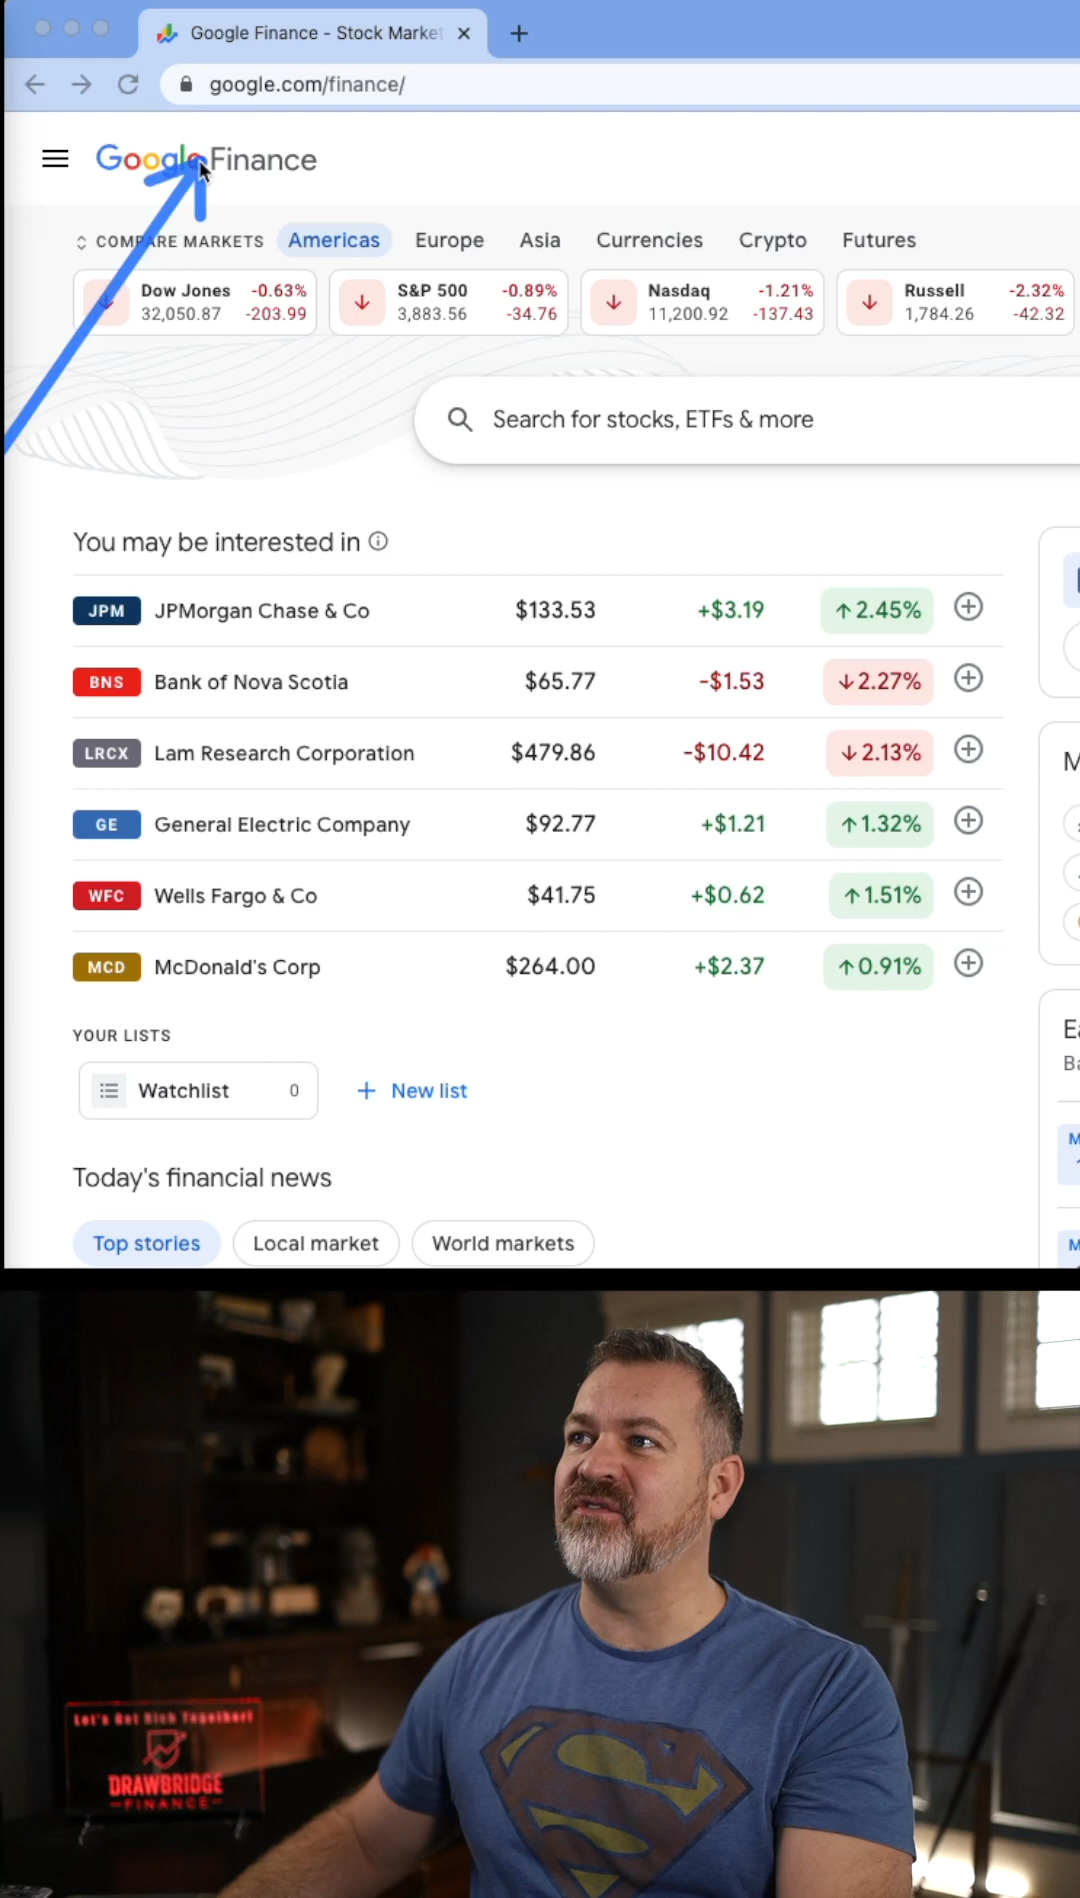 Google Finance - Stock Market
google.com/finance/
Google Finance
COMPARE MARKETS Americas Europe Asia Currencies Crypto Futures
Dow Jones -0.63% S&P 500 -0.89% Nasdaq -1.21% Russell -2.32%
32,050.87 -203.99 3,883.56 -34.76 11,200.92 -137.43 1,784.26 -42.32
Search for stocks, ETFs & more
You may be interested in
JPM JPMorgan Chase & Co $133.53 +$3.19 ↑2.45%
BNS Bank of Nova Scotia $65.77 -$1.53 ↓2.27%
LRCX Lam Research Corporation $479.86 -$10.42 ↓2.13%
GE General Electric Company $92.77 +$1.21 ↑1.32%
WFC Wells Fargo & Co $41.75 +$0.62 ↑1.51%
MCD McDonald's Corp $264.00 +$2.37 ↑0.91%
YOUR LISTS
Watchlist 0 + New list
Today's financial news
Top stories Local market World markets
Let's Get Rich Together!
DRAWBRIDGE
FINANCE